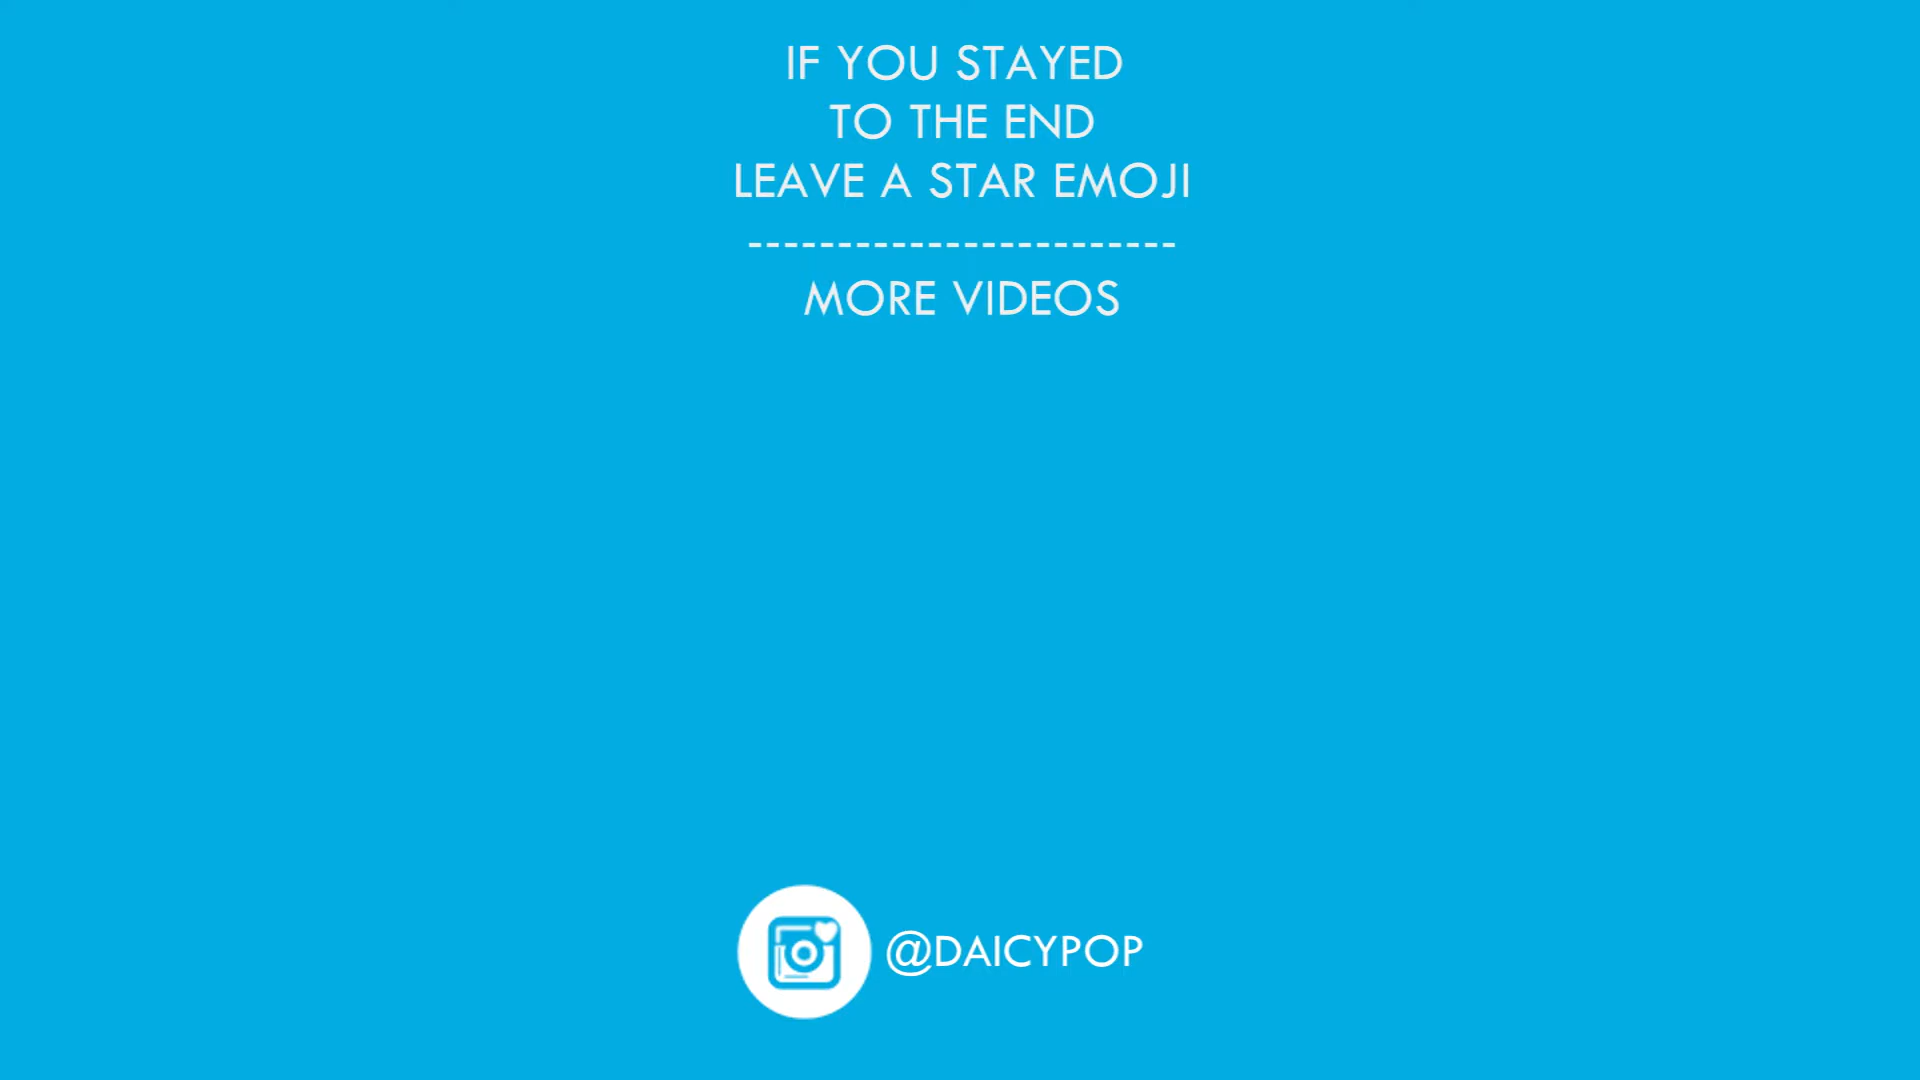 IF YOU STAYED
TO THE END
LEAVE A STAR EMOJI
------------------------
MORE VIDEOS
@DAICYPOP